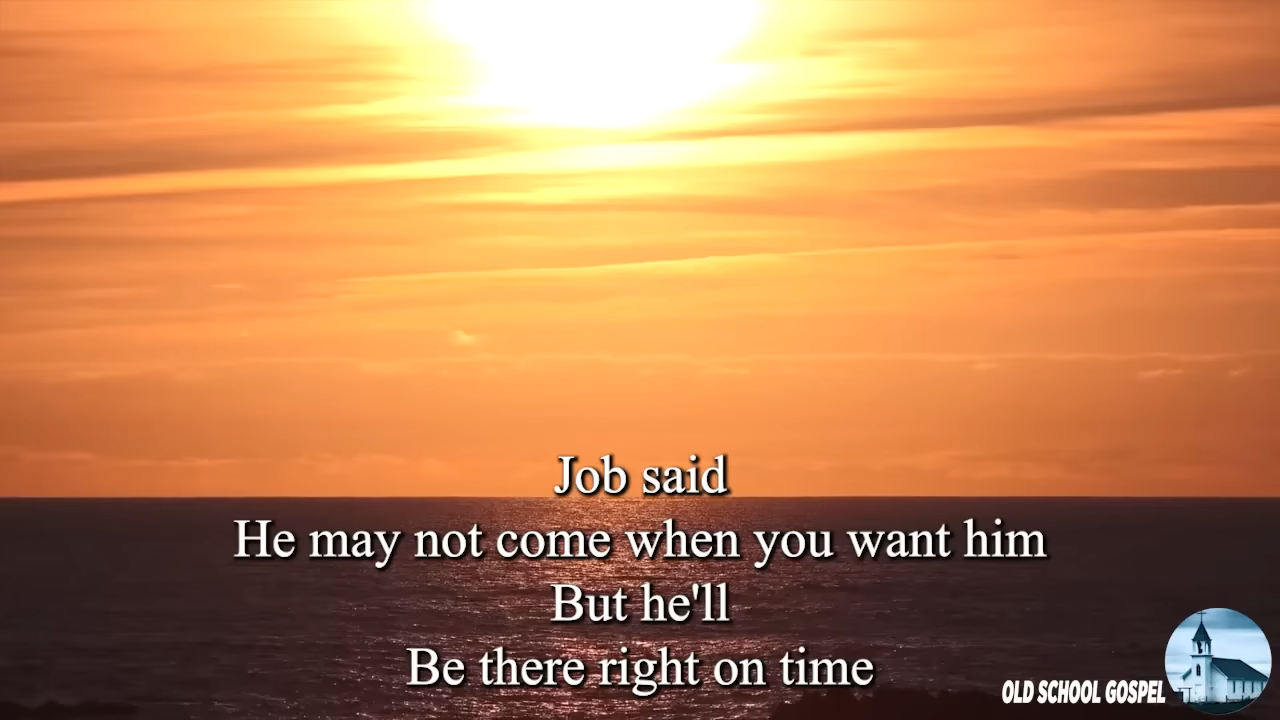 Job said
He may not come when you want him
But he'll
Be there right on time
OLD SCHOOL GOSPEL